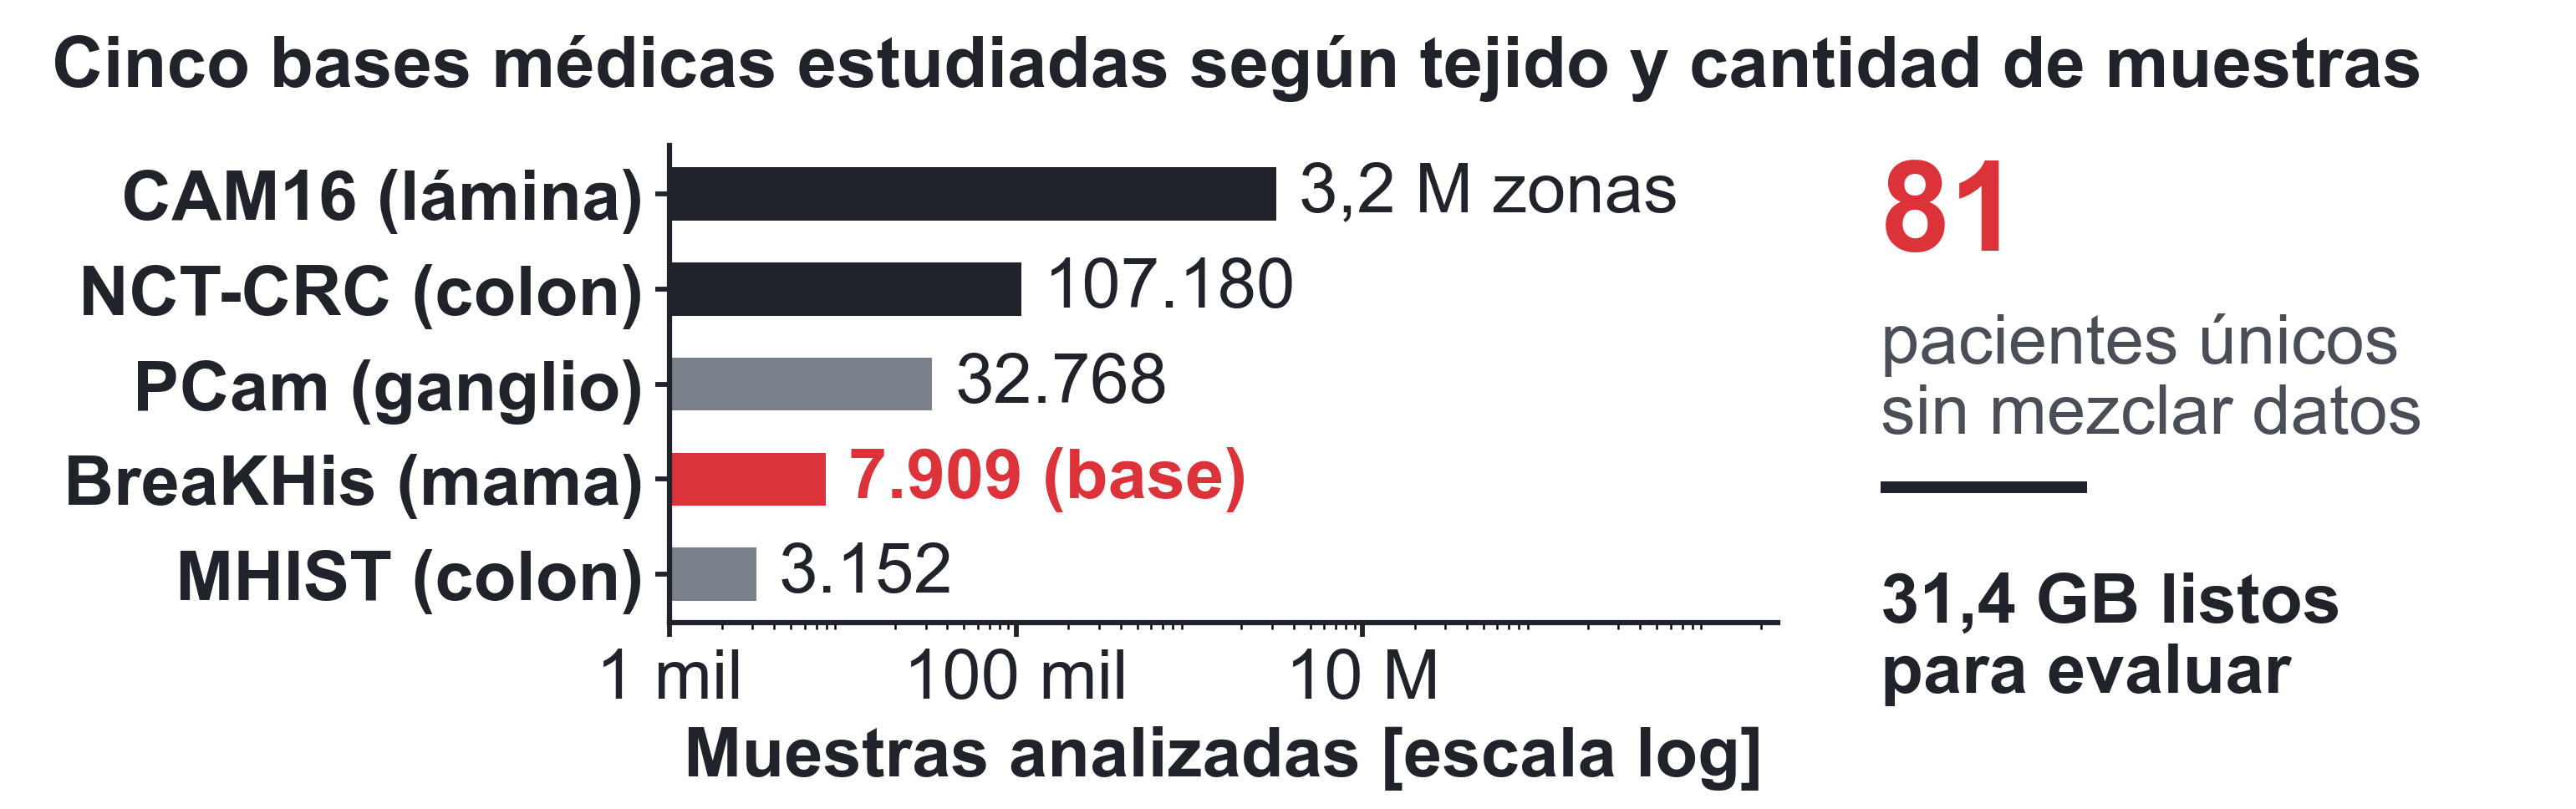 Cinco bases médicas estudiadas según tejido y cantidad de muestras
CAM16 (lámina)
3,2 M zonas
NCT-CRC (colon)
107.180
PCam (ganglio)
32.768
BreaKHis (mama)
7.909 (base)
MHIST (colon)
3.152
1 mil
100 mil
10 M
Muestras analizadas [escala log]
81
pacientes únicos
sin mezclar datos
31,4 GB listos
para evaluar